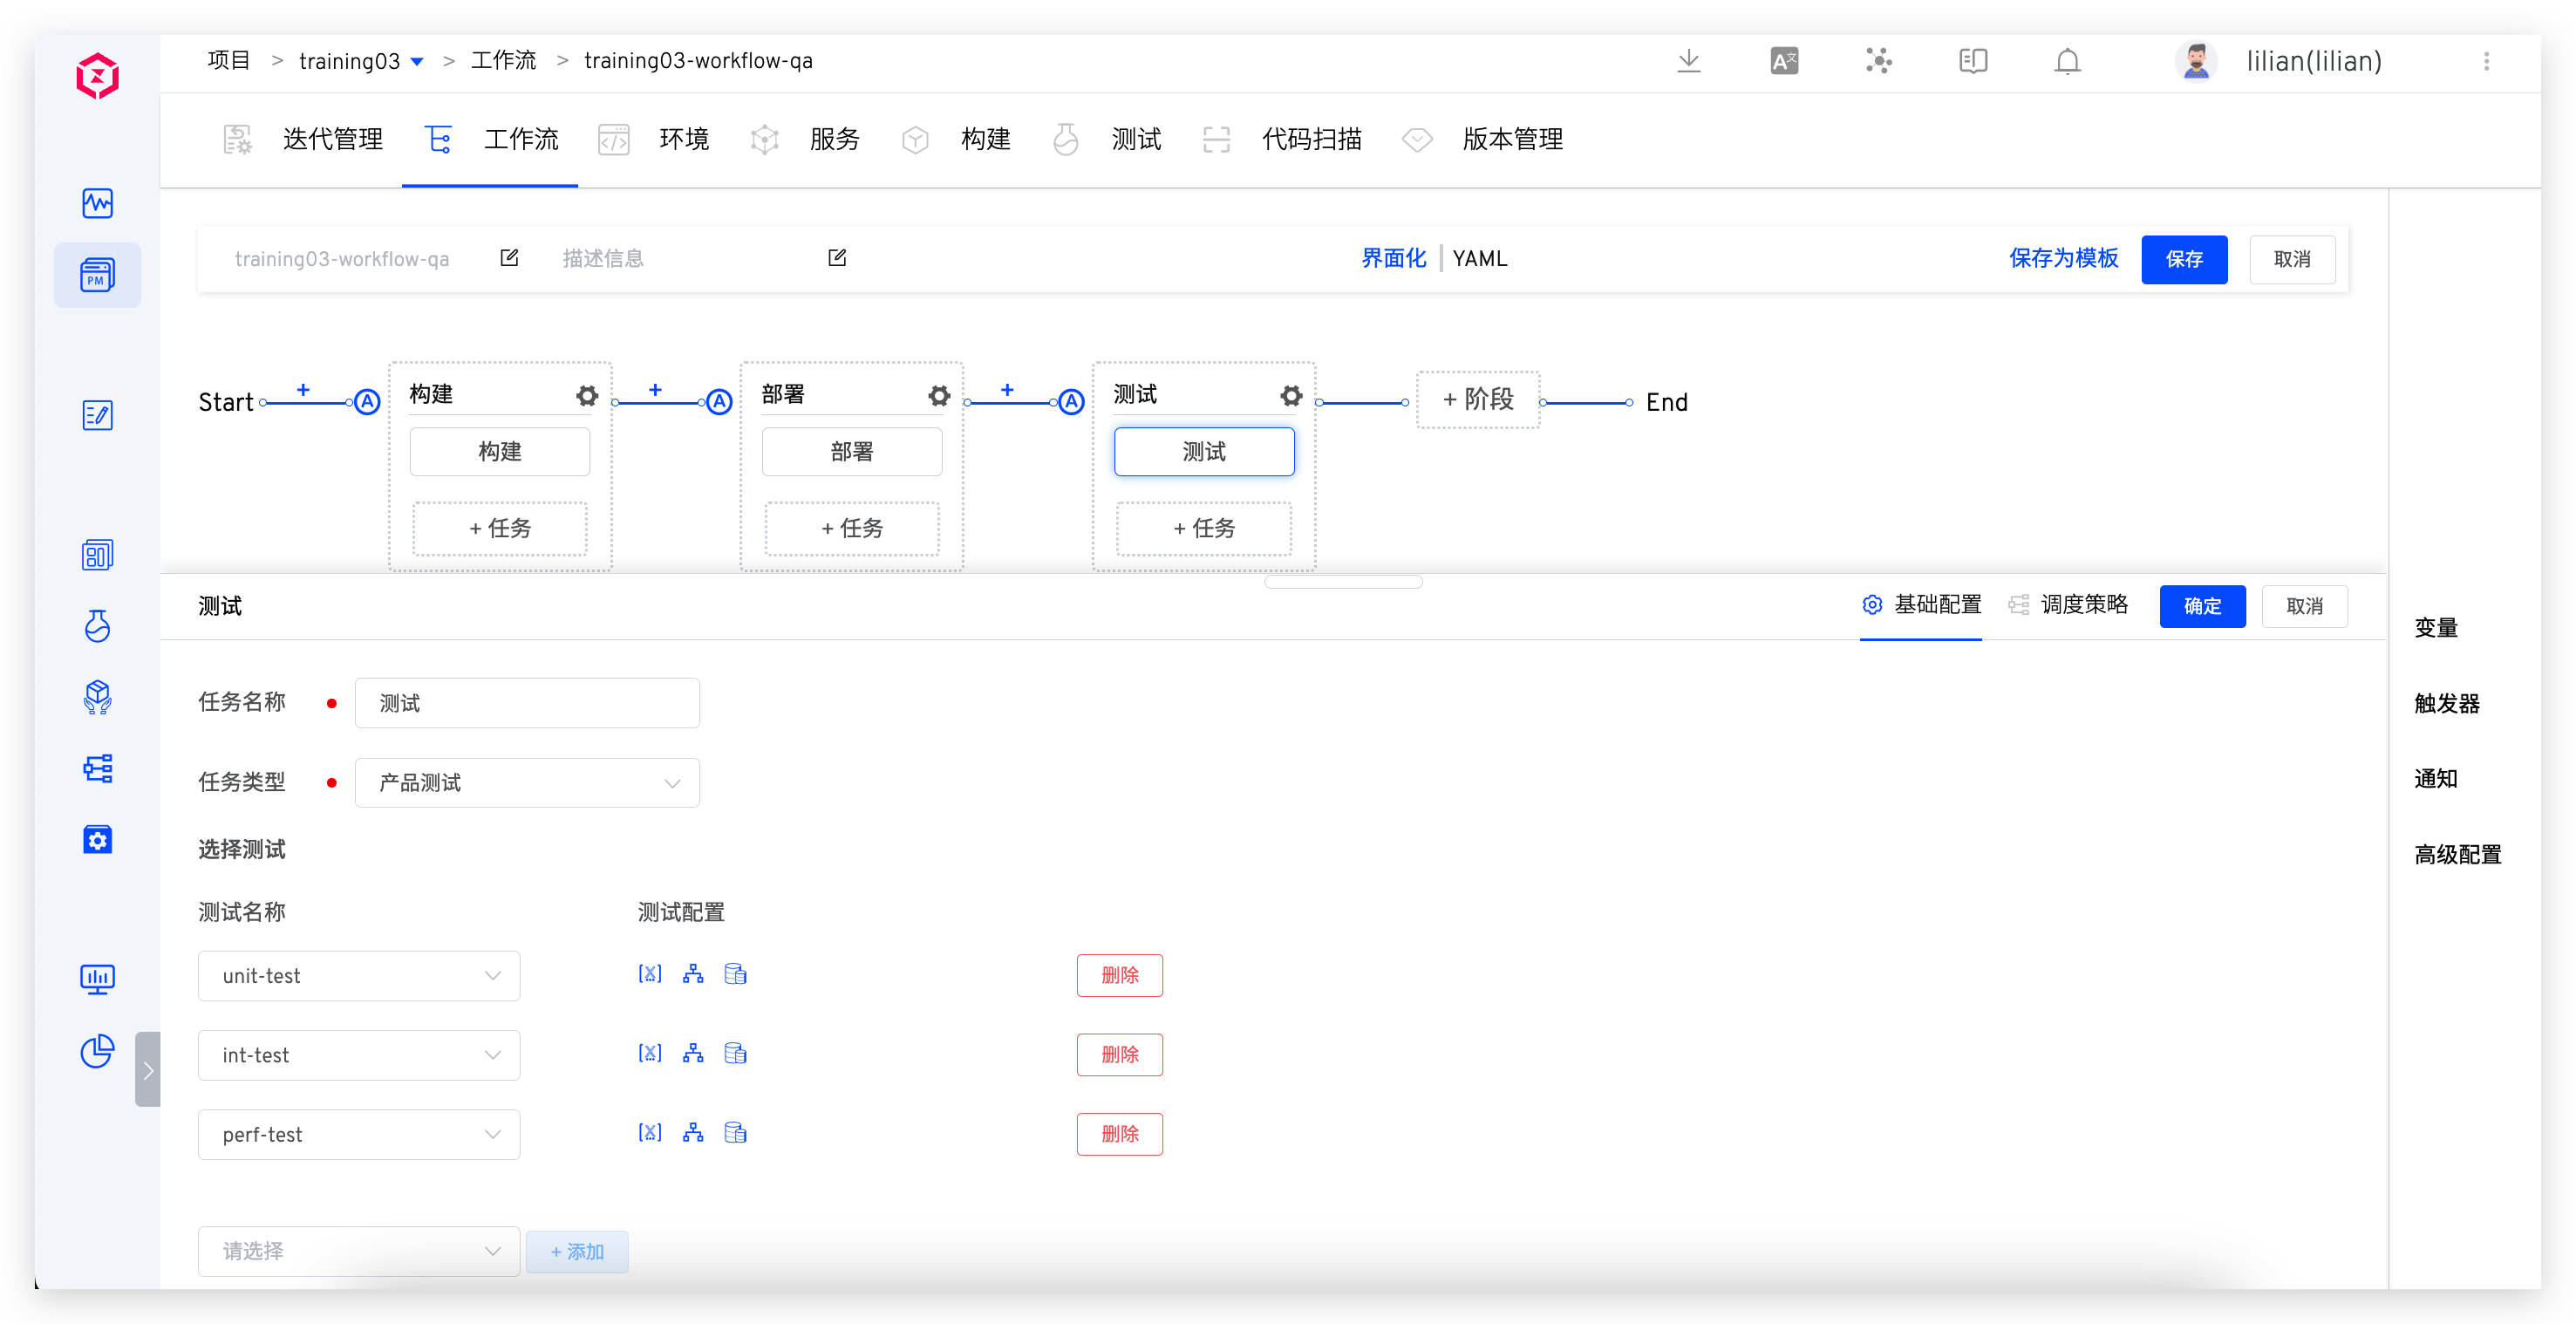 项目 > training03 > 工作流 > training03-workflow-qa
A文
lilian(lilian)
迭代管理 工作流 环境 服务 构建 测试 代码扫描 版本管理
PM
training03-workflow-qa 描述信息 界面化 YAML 保存为模板 保存 取消
Start + A 构建 + A 部署 + A 测试 + 阶段 End
构建 部署 测试
+ 任务 + 任务 + 任务
测试 基础配置 调度策略 确定 取消
变量
触发器
通知
高级配置
任务名称 测试
任务类型 产品测试
选择测试
测试名称 测试配置
unit-test [x] 删除
int-test [x] 删除
perf-test [x] 删除
请选择 + 添加